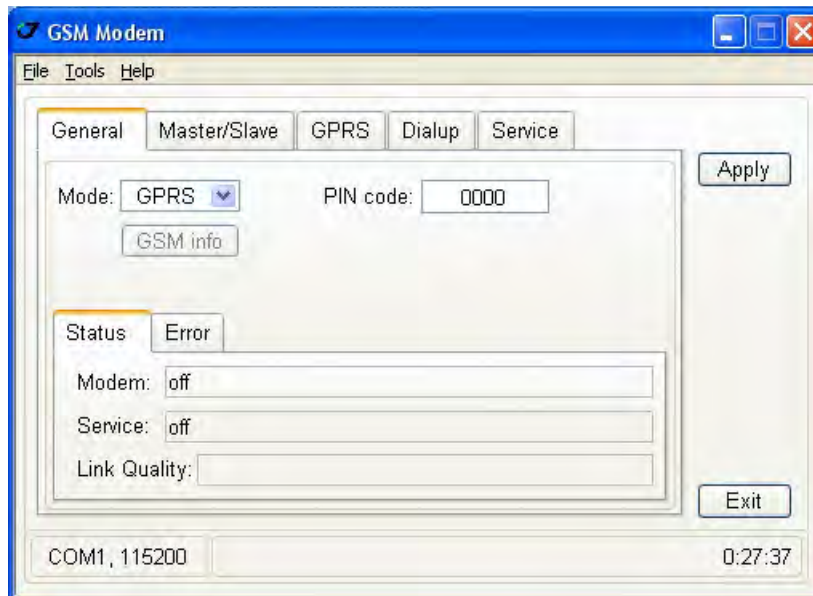 GSM Modem
File Tools Help
General Master/Slave GPRS Dialup Service
Apply
Mode: GPRS PIN code: 0000
GSM info
Status Error
Modem: off
Service: off
Link Quality:
Exit
COM1, 115200 0:27:37